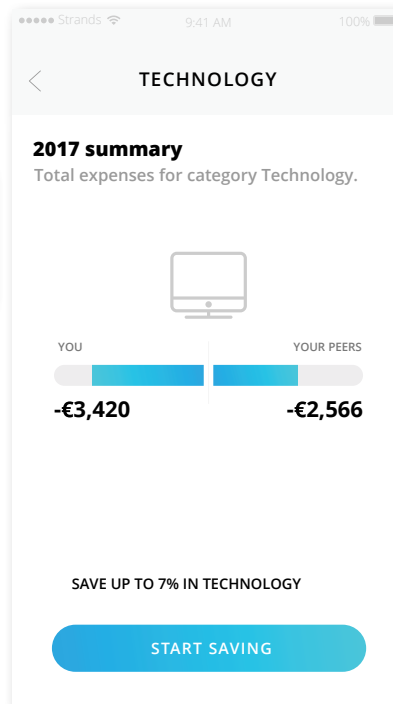 Strands 9:41 AM 100%
TECHNOLOGY
2017 summary
Total expenses for category Technology.
YOU YOUR PEERS
-€3,420 -€2,566
SAVE UP TO 7% IN TECHNOLOGY
START SAVING